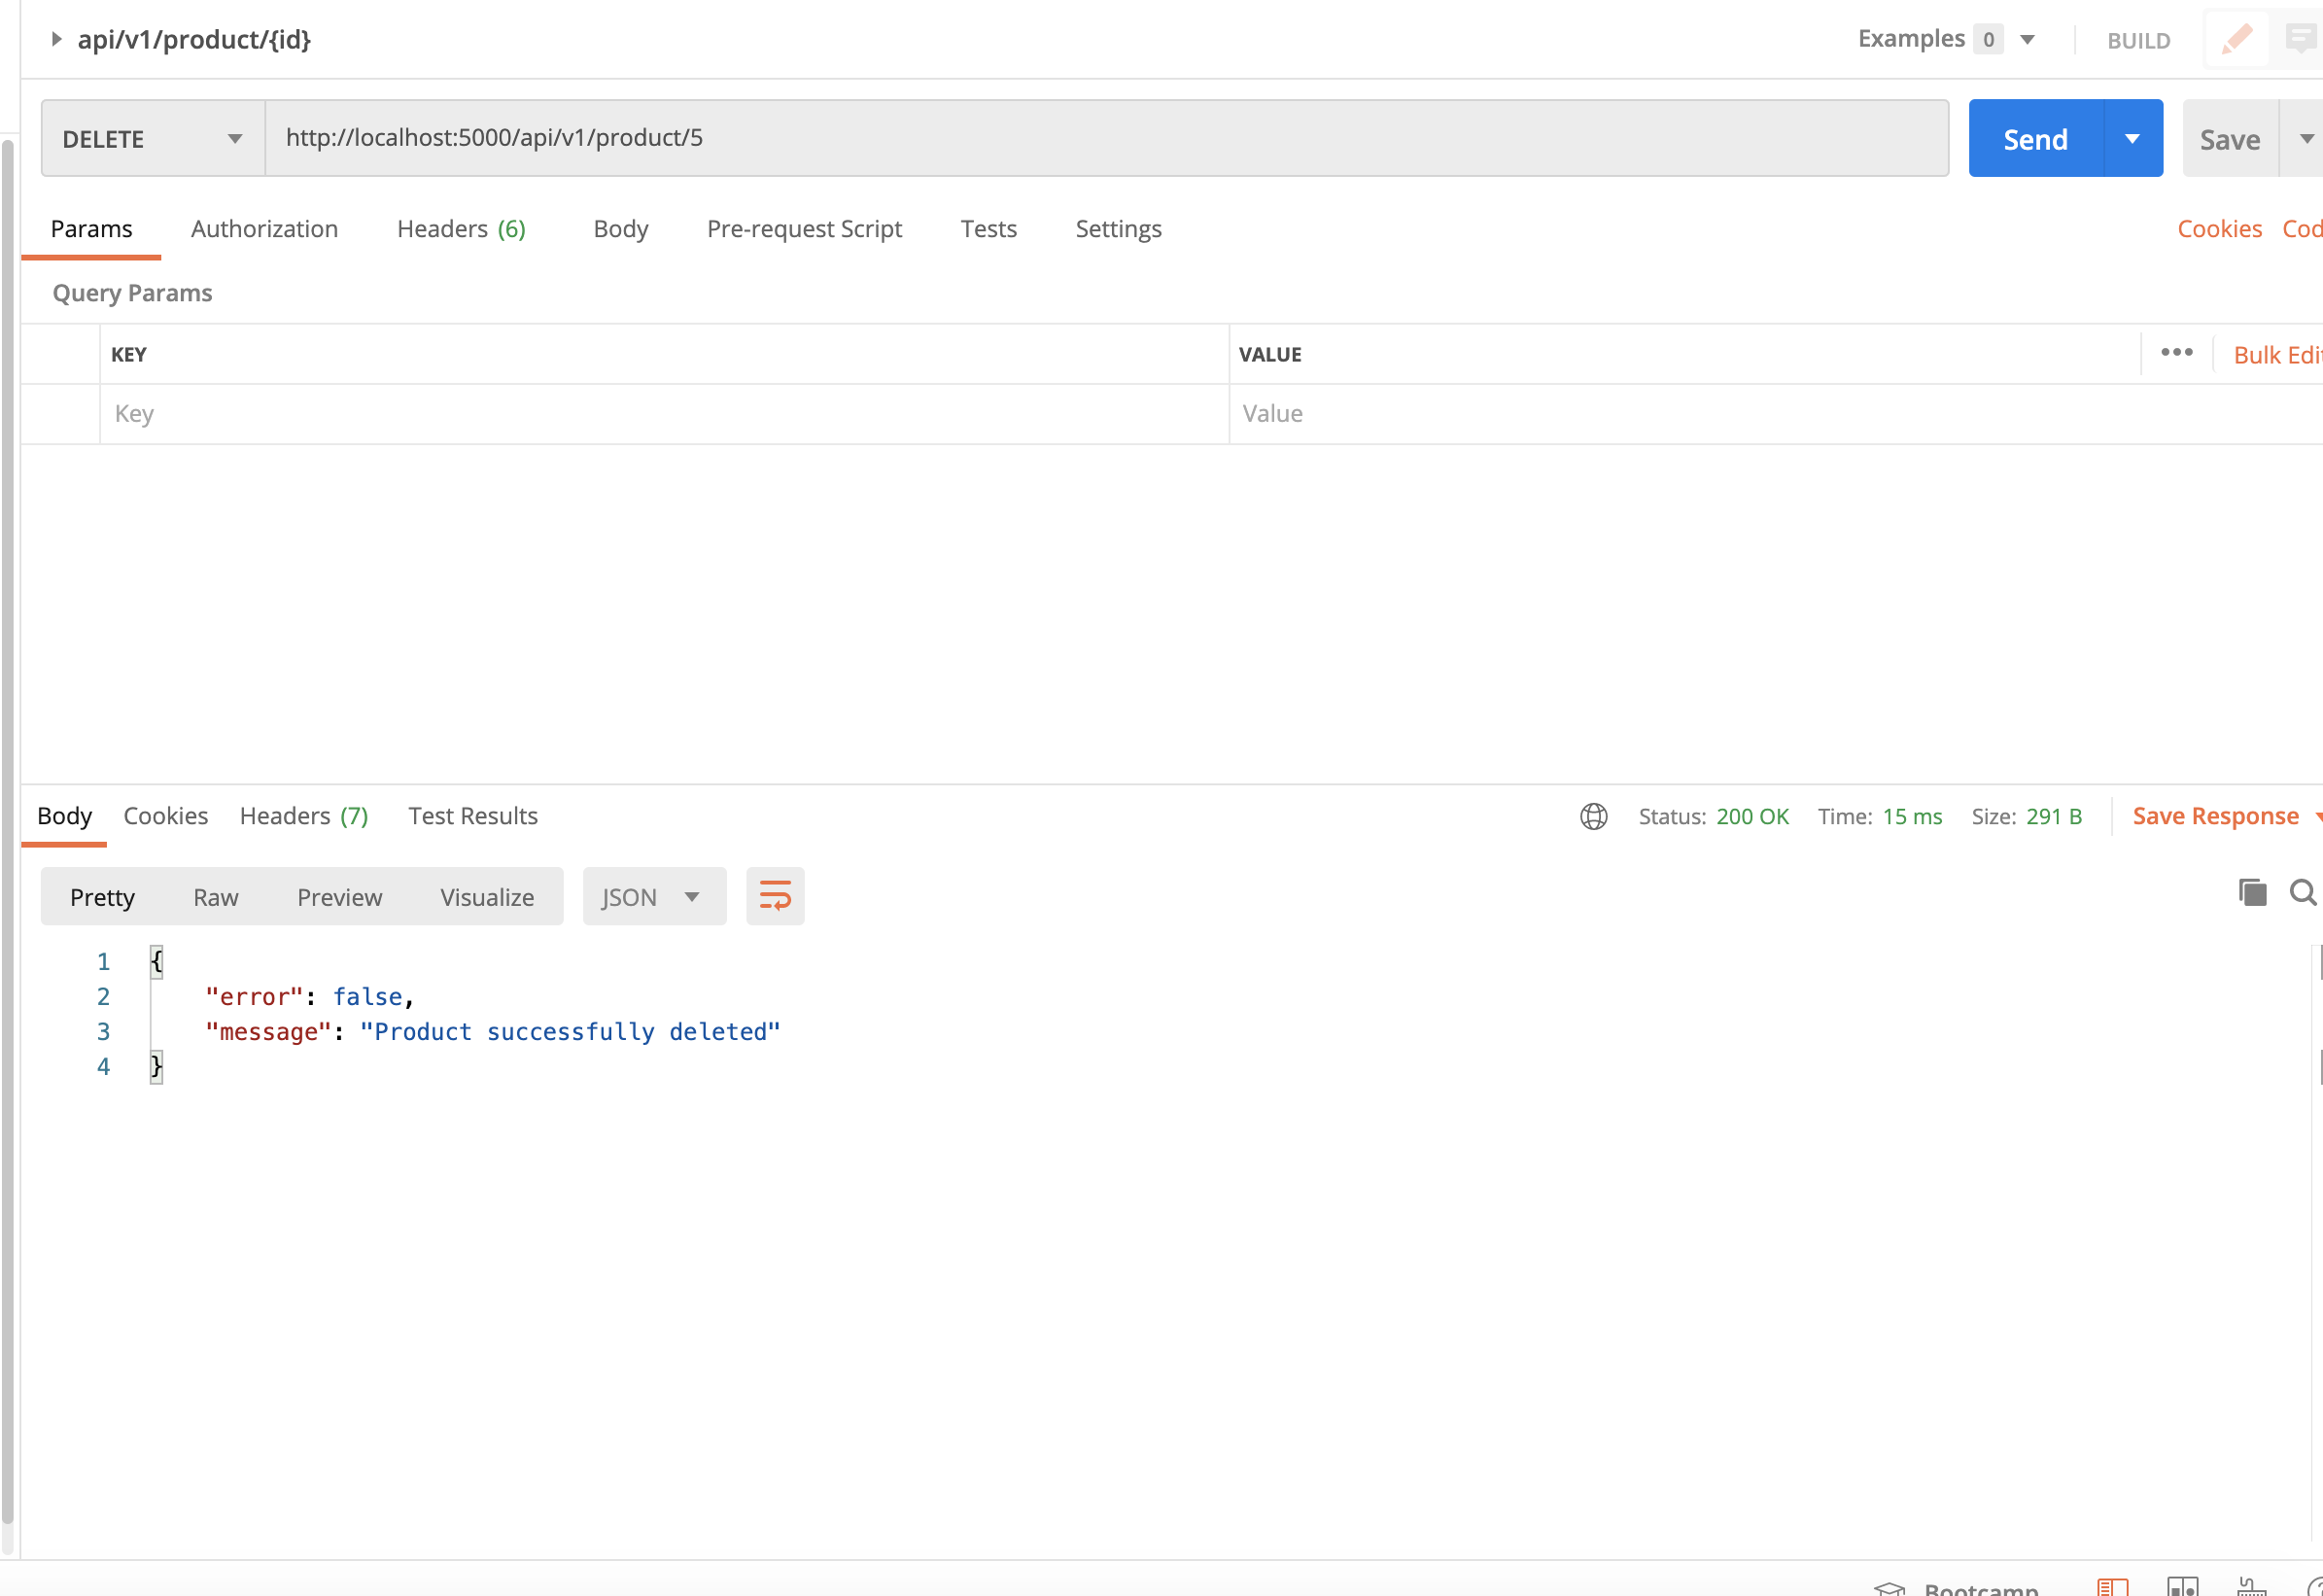 api/v1/product/{id}
Examples 0 BUILD
DELETE http://localhost:5000/api/v1/product/5 Send Save
Params Authorization Headers (6) Body Pre-request Script Tests Settings Cookies Cod
Query Params
KEY VALUE ••• Bulk Edi
Key Value
Body Cookies Headers (7) Test Results Status: 200 OK Time: 15 ms Size: 291 B Save Response
Pretty Raw Preview Visualize JSON
1 {
2 "error": false,
3 "message": "Product successfully deleted"
4 }
Bootcamp